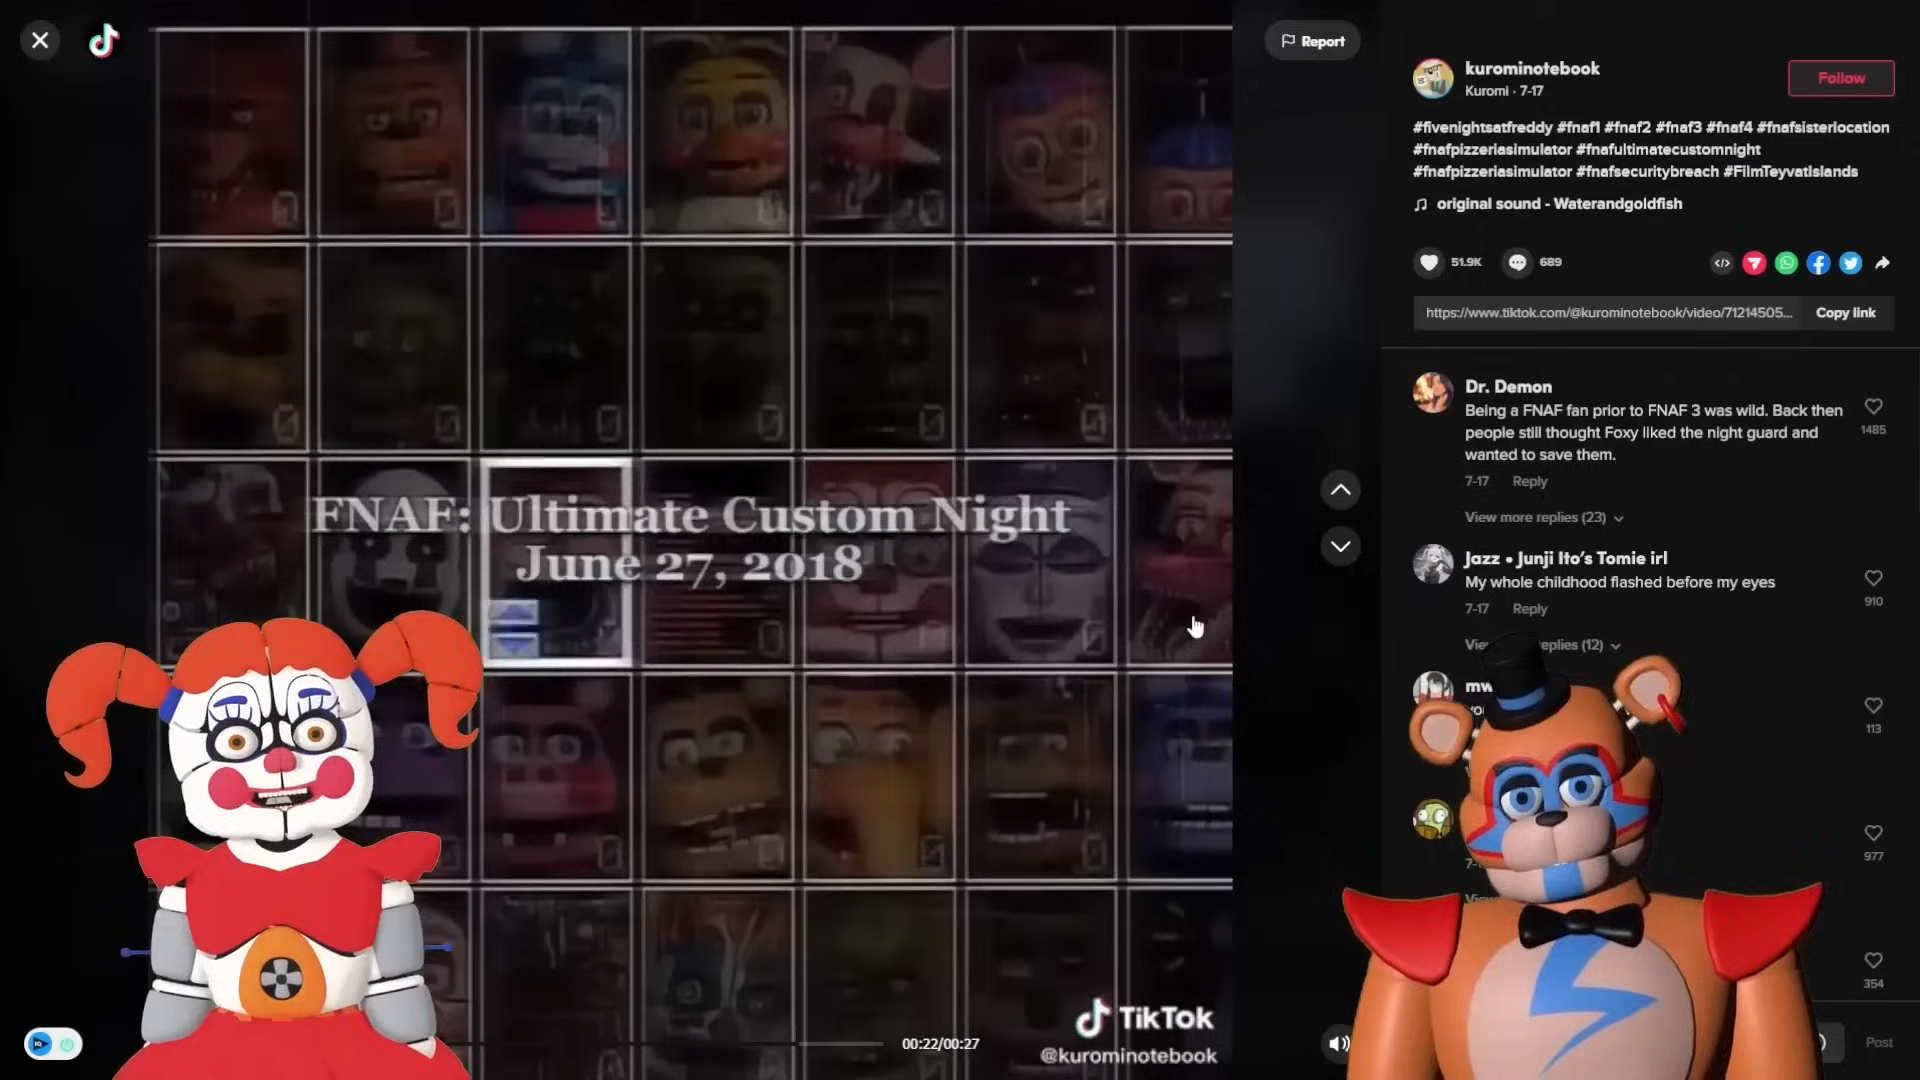 Report
kurominotebook
Kuromi · 7-17
Follow
#fivenightsatfreddy #fnaf1 #fnaf2 #fnaf3 #fnaf4 #fnafsisterlocation
#fnafpizzeriasimulator #fnafultimatecustomnight
#fnafpizzeriasimulator #fnafsecuritybreach #FilmTeyvatIslands
original sound - Waterandgoldfish
51.9K
689
https://www.tiktok.com/@kurominotebook/video/71214505...
Copy link
Dr. Demon
Being a FNAF fan prior to FNAF 3 was wild. Back then
people still thought Foxy liked the night guard and
wanted to save them.
1485
7-17 Reply
View more replies (23)
Jazz • Junji Ito's Tomie irl
My whole childhood flashed before my eyes
910
7-17 Reply
replies (12)
113
977
354
Post
FNAF: Ultimate Custom Night
June 27, 2018
00:22/00:27
TikTok
@kurominotebook